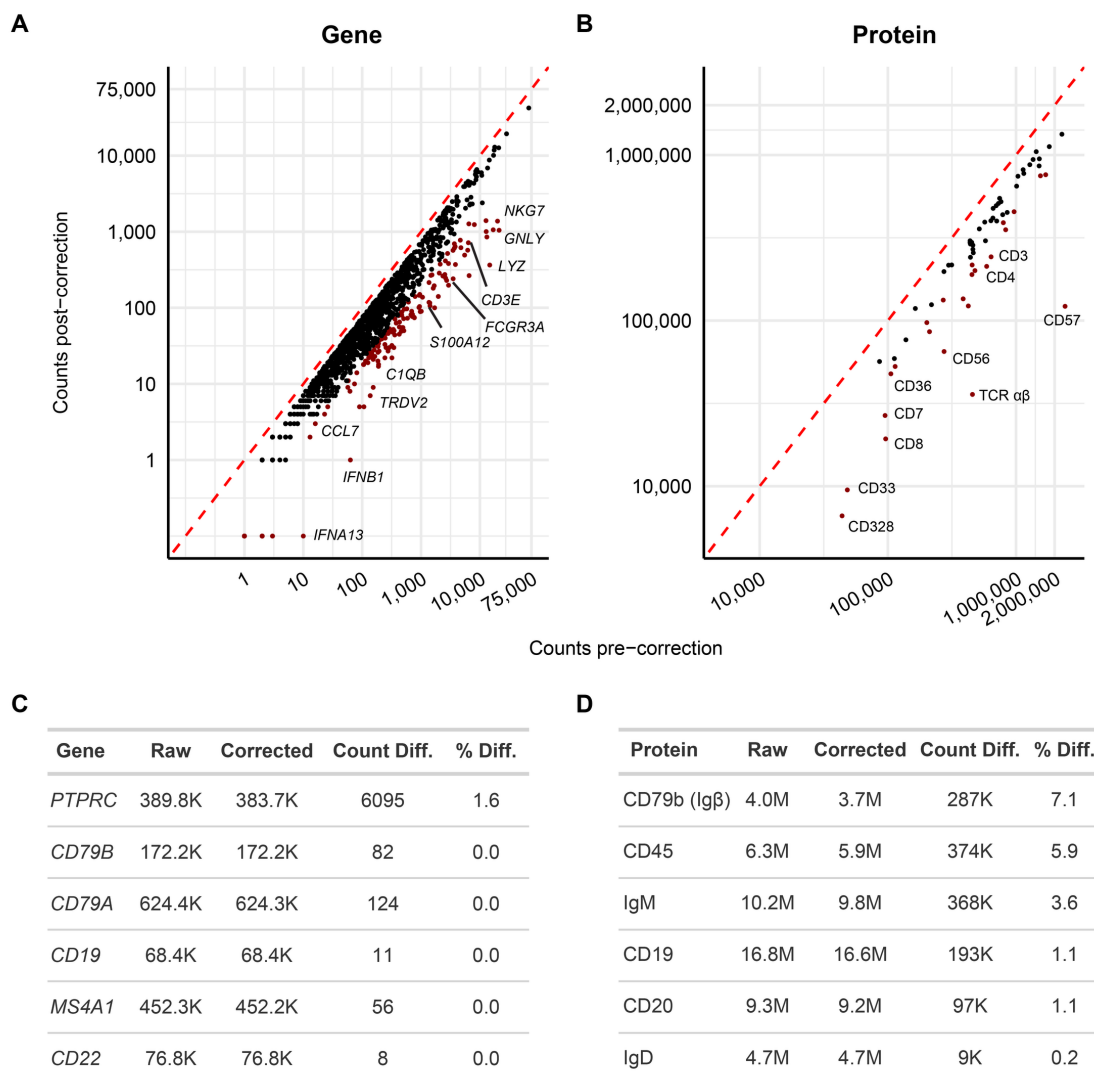 A
Gene
75,000
10,000
1,000
100
10
1
Counts post−correction
NKG7
GNLY
LYZ
CD3E
FCGR3A
S100A12
C1QB
TRDV2
CCL7
IFNB1
IFNA13
1
10
100
1,000
10,000
75,000
B
Protein
2,000,000
1,000,000
100,000
10,000
CD3
CD4
CD57
CD56
CD36
TCR αβ
CD7
CD8
CD33
CD328
10,000
100,000
1,000,000
2,000,000
Counts pre−correction
C
Gene Raw Corrected Count Diff. % Diff.
PTPRC 389.8K 383.7K 6095 1.6
CD79B 172.2K 172.2K 82 0.0
CD79A 624.4K 624.3K 124 0.0
CD19 68.4K 68.4K 11 0.0
MS4A1 452.3K 452.2K 56 0.0
CD22 76.8K 76.8K 8 0.0
D
Protein Raw Corrected Count Diff. % Diff.
CD79b (Igβ) 4.0M 3.7M 287K 7.1
CD45 6.3M 5.9M 374K 5.9
IgM 10.2M 9.8M 368K 3.6
CD19 16.8M 16.6M 193K 1.1
CD20 9.3M 9.2M 97K 1.1
IgD 4.7M 4.7M 9K 0.2